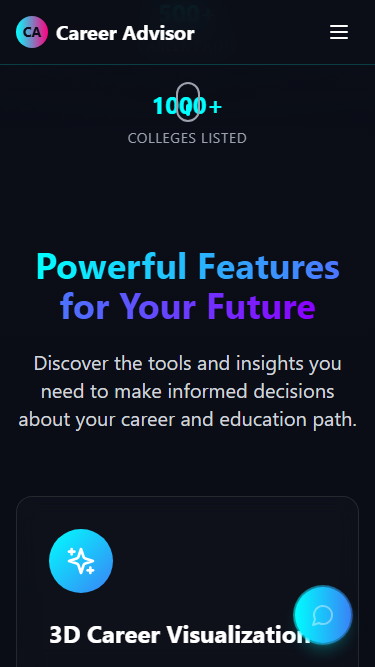 500+
CA Career Advisor
1000+
COLLEGES LISTED
Powerful Features
for Your Future
Discover the tools and insights you
need to make informed decisions
about your career and education path.
3D Career Visualization